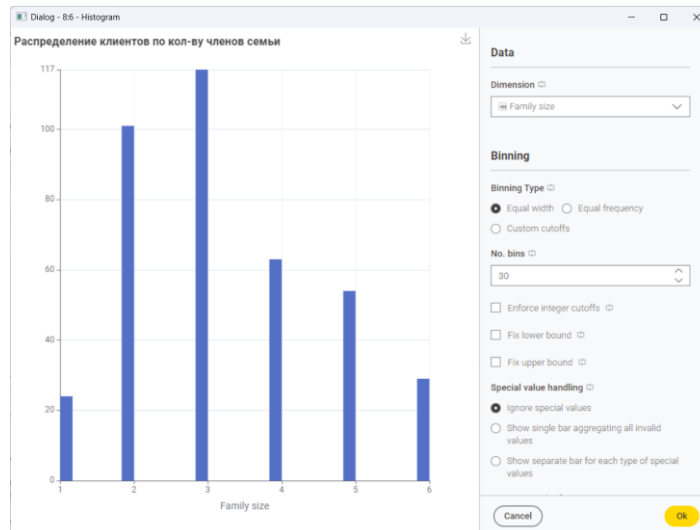 Dialog - 8:6 - Histogram
Распределение клиентов по кол-ву членов семьи
117
100
80
60
40
20
0
1 2 3 4 5 6
Family size
Data
Dimension
Family size
Binning
Binning Type
Equal width Equal frequency
Custom cutoffs
No. bins
30
Enforce integer cutoffs
Fix lower bound
Fix upper bound
Special value handling
Ignore special values
Show single bar aggregating all invalid
values
Show separate bar for each type of special
values
Cancel Ok